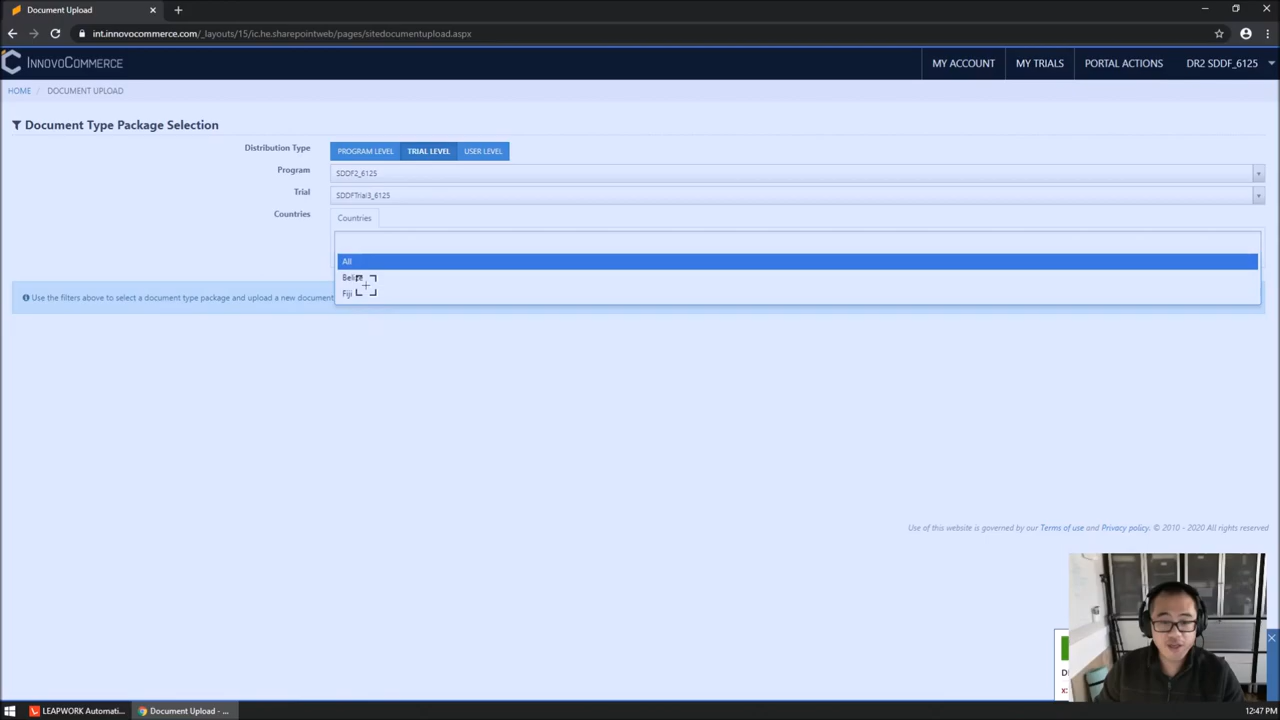 Document Upload
int.innovocommerce.com/_layouts/15/ic.he.sharepointweb/pages/sitedocumentupload.aspx
INNOVOCOMMERCE
MY ACCOUNT
MY TRIALS
PORTAL ACTIONS
DR2 SDDF_6125
HOME / DOCUMENT UPLOAD
Document Type Package Selection
Distribution Type
PROGRAM LEVEL
TRIAL LEVEL
USER LEVEL
Program
SDDF2_6125
Trial
SDDFTrial3_6125
Countries
Countries
All
Fiji
Use the filters above to select a document type package and upload a new document
Use of this website is governed by our Terms of use and Privacy policy. © 2010 - 2020 All rights reserved
x:
LEAPWORK Automati...
Document Upload - ...
12:47 PM